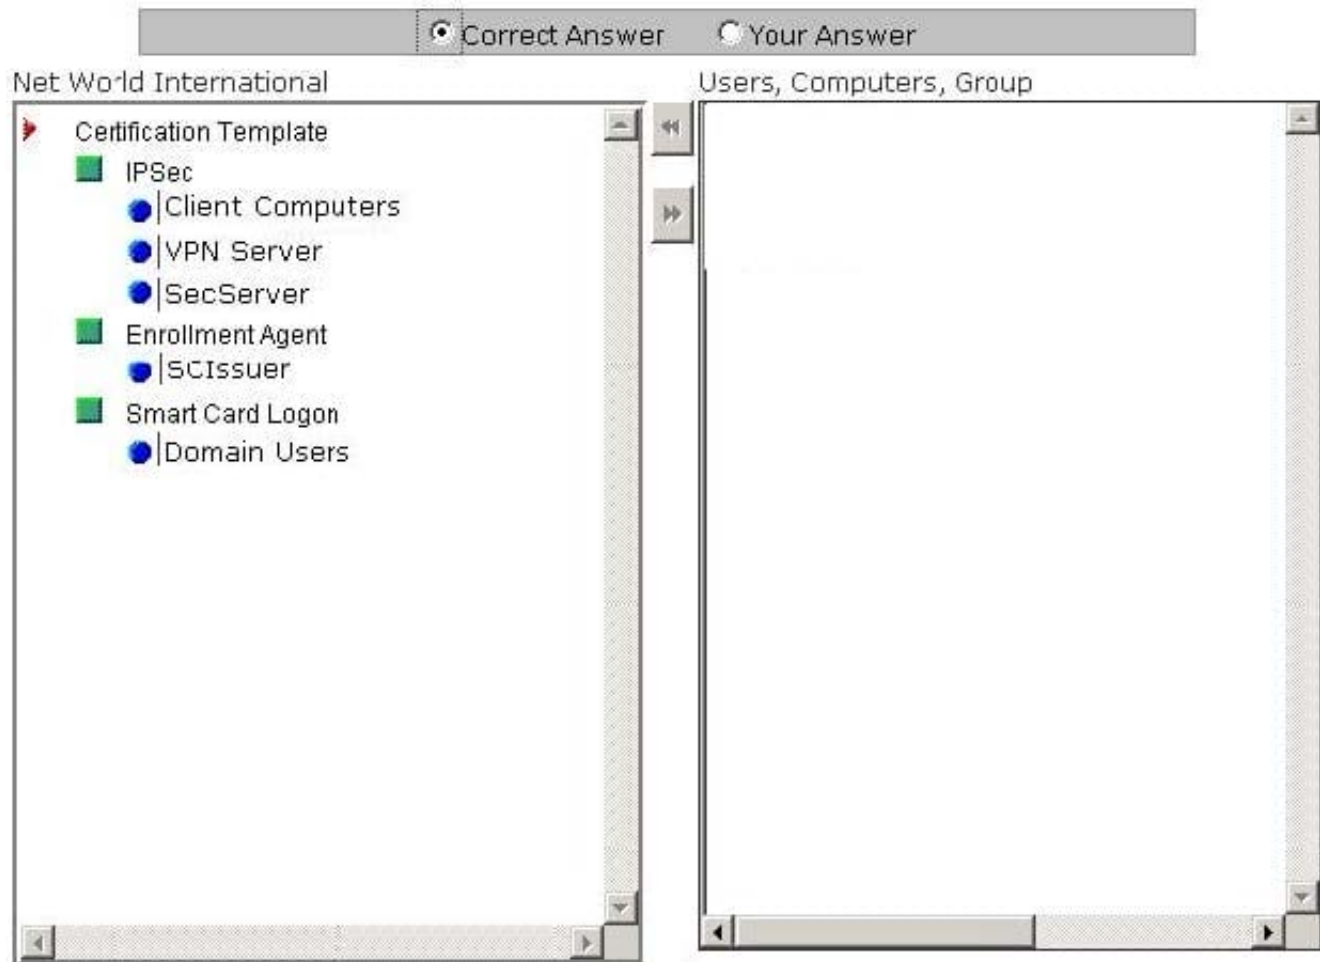 Correct Answer Your Answer
Net World International
Users, Computers, Group
Certification Template
IPSec
Client Computers
VPN Server
SecServer
Enrollment Agent
SCIssuer
Smart Card Logon
Domain Users